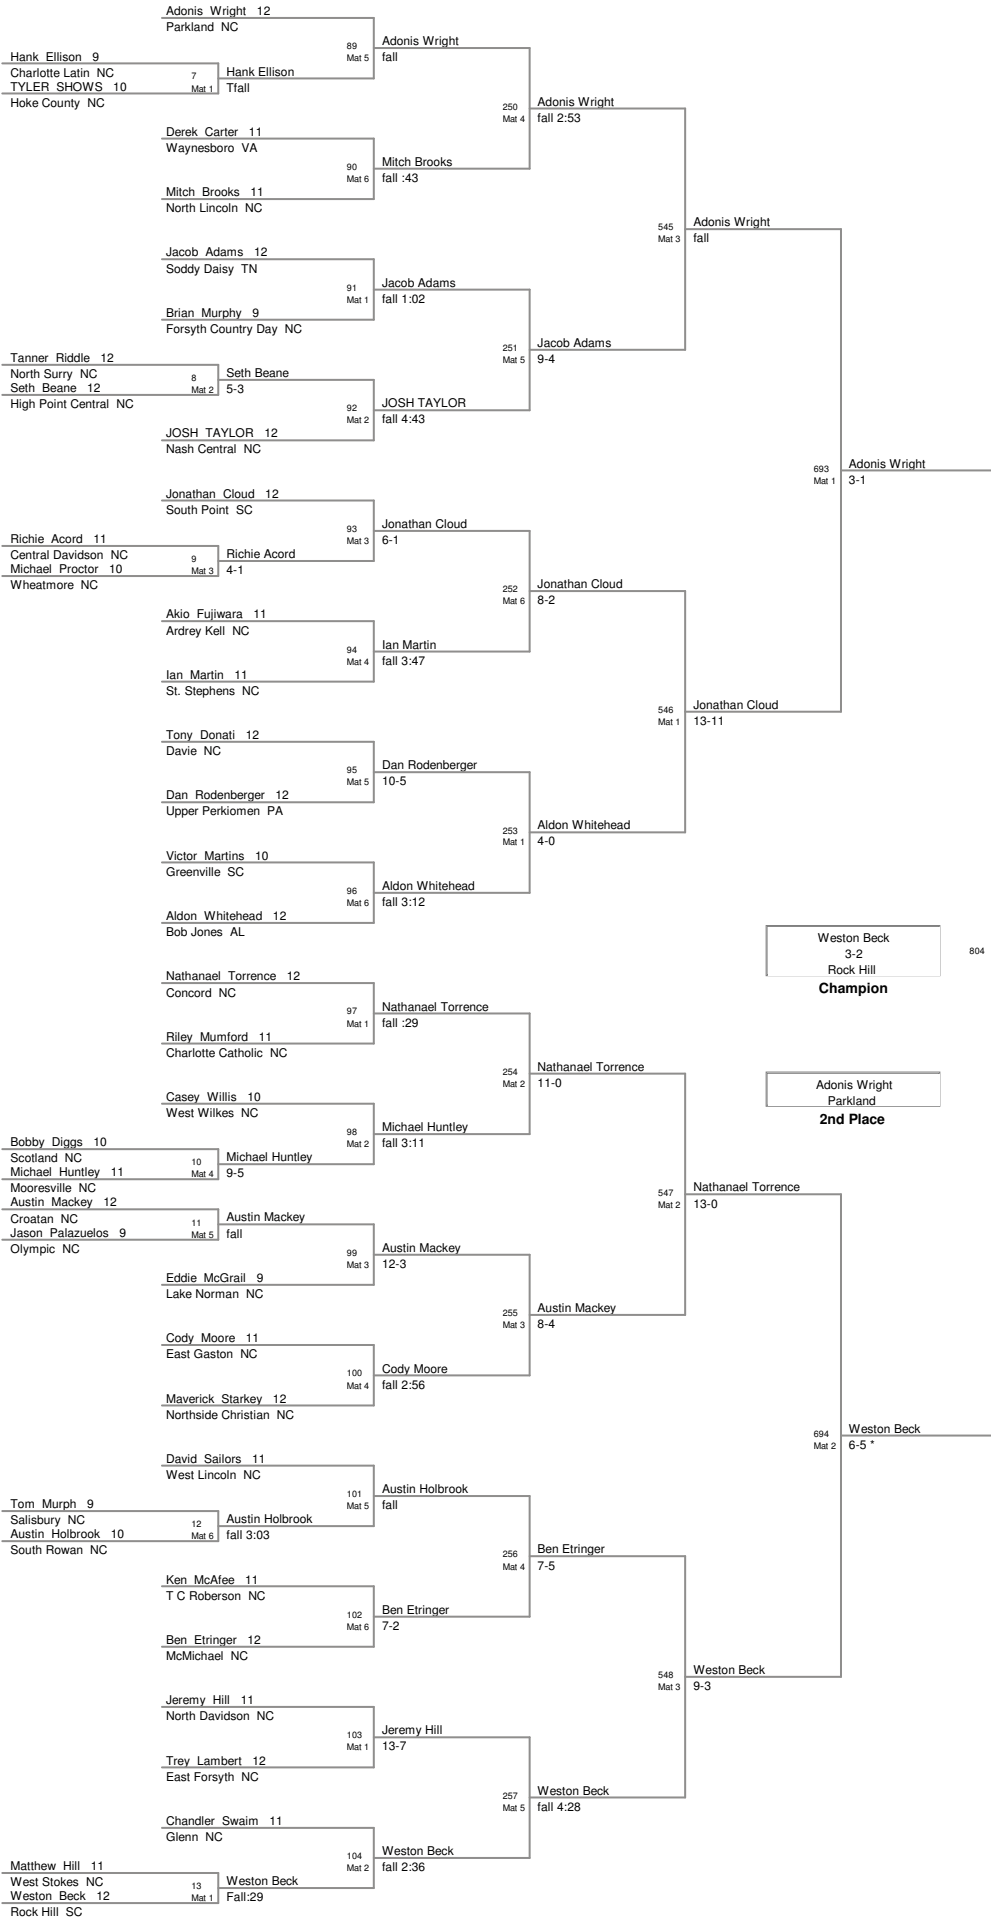 Adonis Wright 12
Parkland NC
89
Mat 5
Adonis Wright
fall
Hank Ellison 9
Charlotte Latin NC
7
Mat 1
Hank Ellison
Tfall
TYLER SHOWS 10
Hoke County NC
250
Mat 4
Adonis Wright
fall 2:53
Derek Carter 11
Waynesboro VA
90
Mat 6
Mitch Brooks
fall :43
Mitch Brooks 11
North Lincoln NC
545
Mat 3
Adonis Wright
fall
Jacob Adams 12
Soddy Daisy TN
91
Mat 1
Jacob Adams
fall 1:02
Brian Murphy 9
Forsyth Country Day NC
251
Mat 5
Jacob Adams
9-4
Tanner Riddle 12
North Surry NC
8
Mat 2
Seth Beane
5-3
Seth Beane 12
High Point Central NC
92
Mat 2
JOSH TAYLOR
fall 4:43
JOSH TAYLOR 12
Nash Central NC
693
Mat 1
Adonis Wright
3-1
Jonathan Cloud 12
South Point SC
93
Mat 3
Jonathan Cloud
6-1
Richie Acord 11
Central Davidson NC
9
Mat 3
Richie Acord
4-1
Michael Proctor 10
Wheatmore NC
252
Mat 6
Jonathan Cloud
8-2
Akio Fujiwara 11
Ardrey Kell NC
94
Mat 4
Ian Martin
fall 3:47
Ian Martin 11
St. Stephens NC
546
Mat 1
Jonathan Cloud
13-11
Tony Donati 12
Davie NC
95
Mat 5
Dan Rodenberger
10-5
Dan Rodenberger 12
Upper Perkiomen PA
253
Mat 1
Aldon Whitehead
4-0
Victor Martins 10
Greenville SC
96
Mat 6
Aldon Whitehead
fall 3:12
Aldon Whitehead 12
Bob Jones AL
Weston Beck
3-2
Rock Hill
Champion
804
Nathanael Torrence 12
Concord NC
97
Mat 1
Nathanael Torrence
fall :29
Riley Mumford 11
Charlotte Catholic NC
254
Mat 2
Nathanael Torrence
11-0
Adonis Wright
Parkland
2nd Place
Casey Willis 10
West Wilkes NC
98
Mat 2
Michael Huntley
fall 3:11
Bobby Diggs 10
Scotland NC
10
Mat 4
Michael Huntley
9-5
Michael Huntley 11
Mooresville NC
547
Mat 2
Nathanael Torrence
13-0
Austin Mackey 12
Croatan NC
11
Mat 5
Austin Mackey
fall
Jason Palazuelos 9
Olympic NC
99
Mat 3
Austin Mackey
12-3
Eddie McGrail 9
Lake Norman NC
255
Mat 3
Austin Mackey
8-4
Cody Moore 11
East Gaston NC
100
Mat 4
Cody Moore
fall 2:56
Maverick Starkey 12
Northside Christian NC
694
Mat 2
Weston Beck
6-5 *
David Sailors 11
West Lincoln NC
101
Mat 5
Austin Holbrook
fall
Tom Murph 9
Salisbury NC
12
Mat 6
Austin Holbrook
fall 3:03
Austin Holbrook 10
South Rowan NC
256
Mat 4
Ben Etringer
7-5
Ken McAfee 11
T C Roberson NC
102
Mat 6
Ben Etringer
7-2
Ben Etringer 12
McMichael NC
548
Mat 3
Weston Beck
9-3
Jeremy Hill 11
North Davidson NC
103
Mat 1
Jeremy Hill
13-7
Trey Lambert 12
East Forsyth NC
257
Mat 5
Weston Beck
fall 4:28
Chandler Swaim 11
Glenn NC
104
Mat 2
Weston Beck
fall 2:36
Matthew Hill 11
West Stokes NC
13
Mat 1
Weston Beck
Fall:29
Weston Beck 12
Rock Hill SC